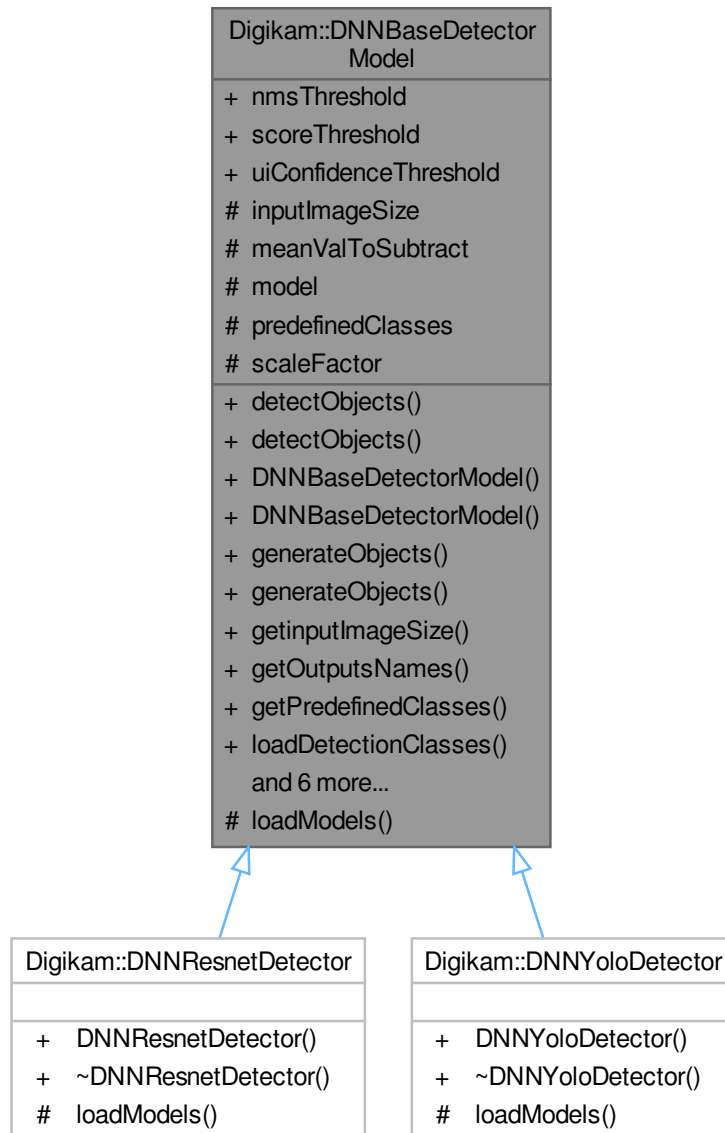 Digikam::DNNBaseDetector
Model
+ nmsThreshold
+ scoreThreshold
+ uiConfidenceThreshold
# inputImageSize
# meanValToSubtract
# model
# predefinedClasses
# scaleFactor
+ detectObjects()
+ detectObjects()
+ DNNBaseDetectorModel()
+ DNNBaseDetectorModel()
+ generateObjects()
+ generateObjects()
+ getinputImageSize()
+ getOutputsNames()
+ getPredefinedClasses()
+ loadDetectionClasses()
and 6 more...
# loadModels()
Digikam::DNNResnetDetector
+ DNNResnetDetector()
+ ~DNNResnetDetector()
# loadModels()
Digikam::DNNYoloDetector
+ DNNYoloDetector()
+ ~DNNYoloDetector()
# loadModels()